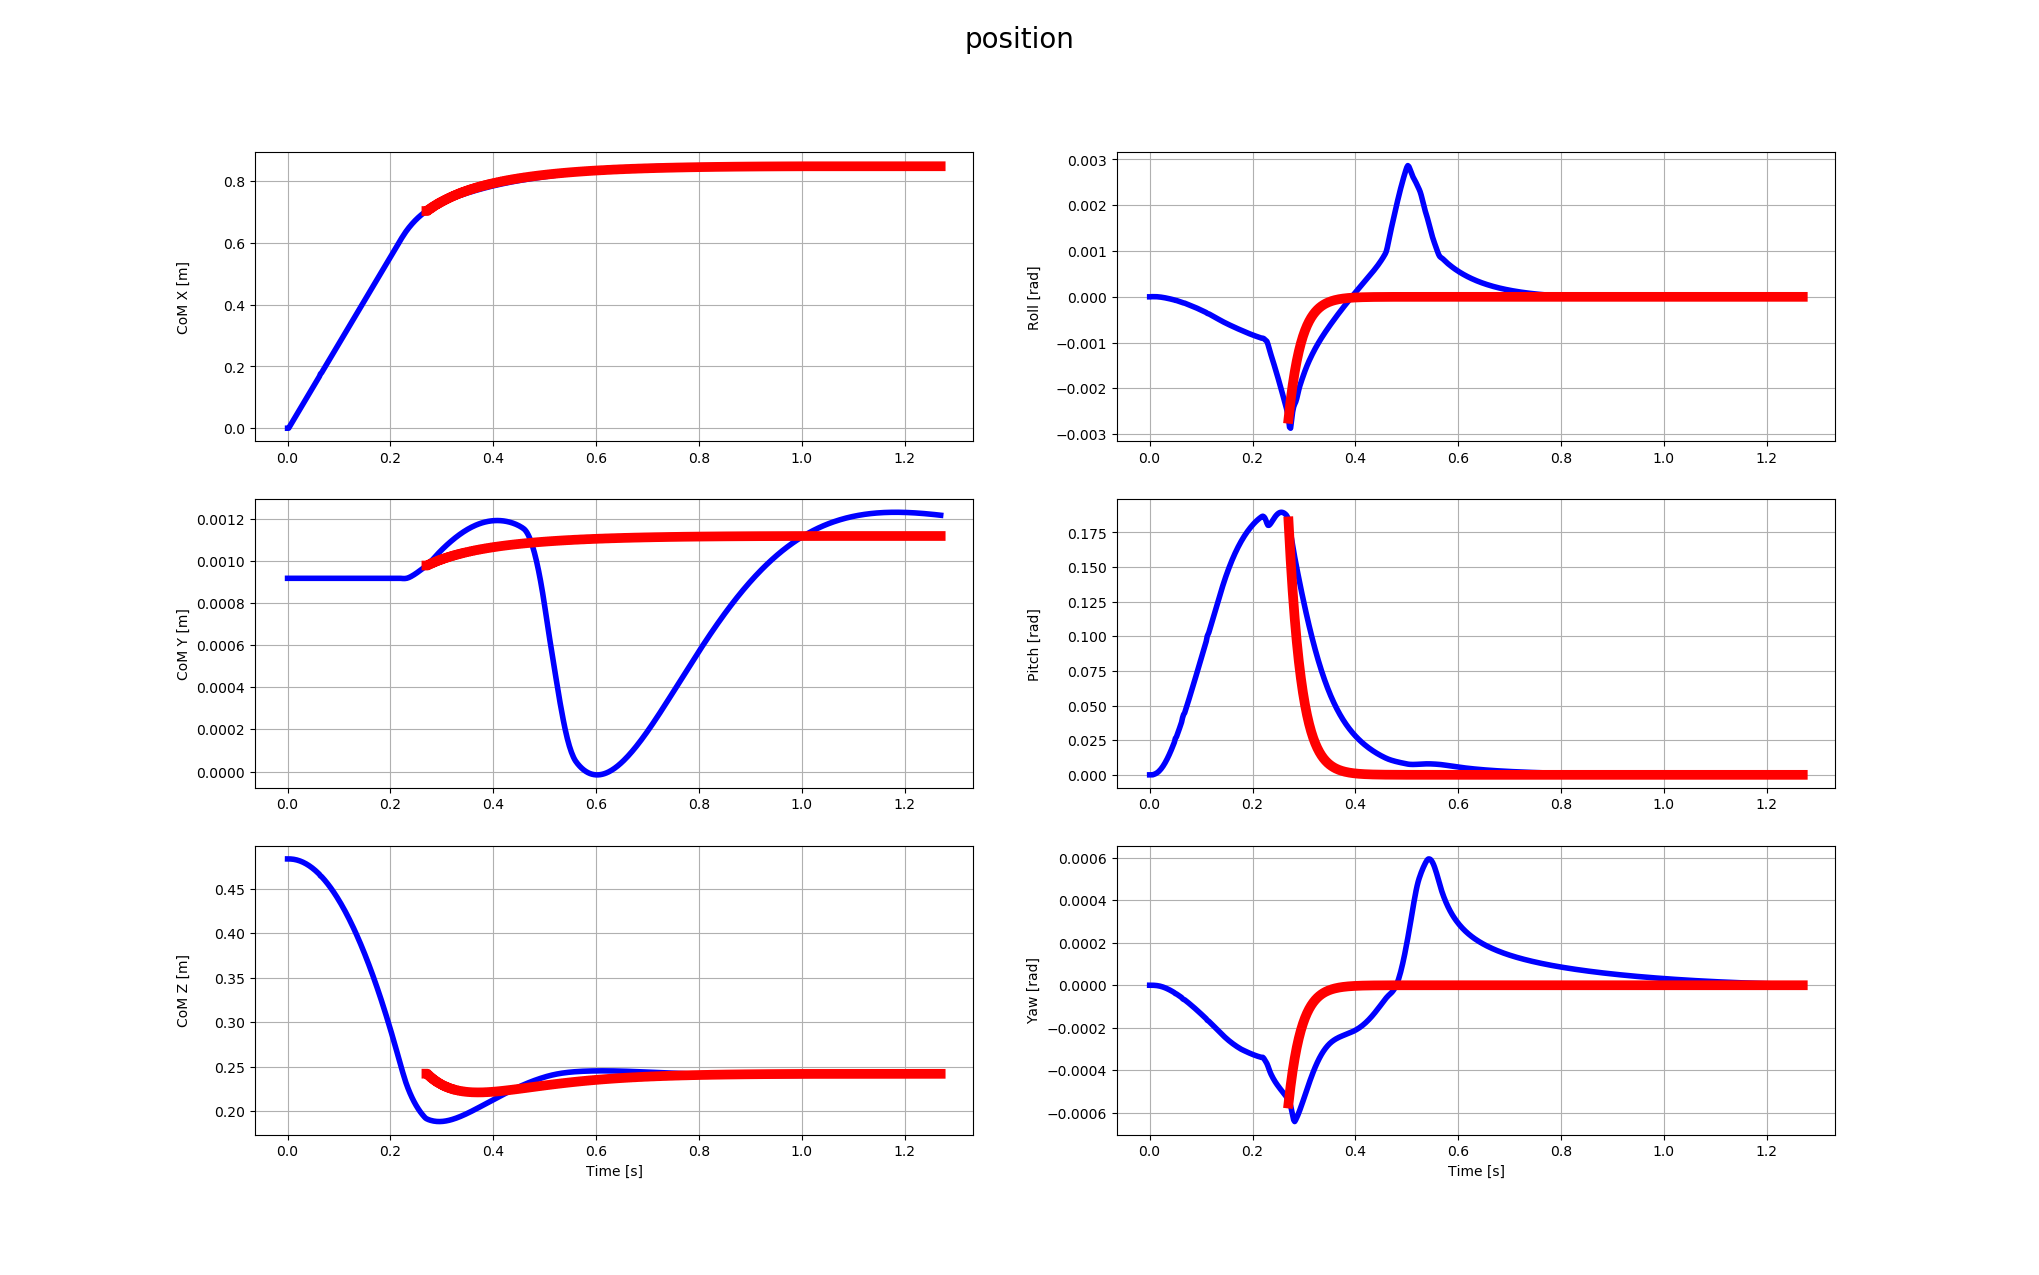 position
CoM X [m]
0.8
0.6
0.4
0.2
0.0
0.0 0.2 0.4 0.6 0.8 1.0 1.2
Roll [rad]
0.003
0.002
0.001
0.000
−0.001
−0.002
−0.003
0.0 0.2 0.4 0.6 0.8 1.0 1.2
CoM Y [m]
0.0012
0.0010
0.0008
0.0006
0.0004
0.0002
0.0000
0.0 0.2 0.4 0.6 0.8 1.0 1.2
Pitch [rad]
0.175
0.150
0.125
0.100
0.075
0.050
0.025
0.000
0.0 0.2 0.4 0.6 0.8 1.0 1.2
CoM Z [m]
0.45
0.40
0.35
0.30
0.25
0.20
0.0 0.2 0.4 0.6 0.8 1.0 1.2
Time [s]
Yaw [rad]
0.0006
0.0004
0.0002
0.0000
−0.0002
−0.0004
−0.0006
0.0 0.2 0.4 0.6 0.8 1.0 1.2
Time [s]